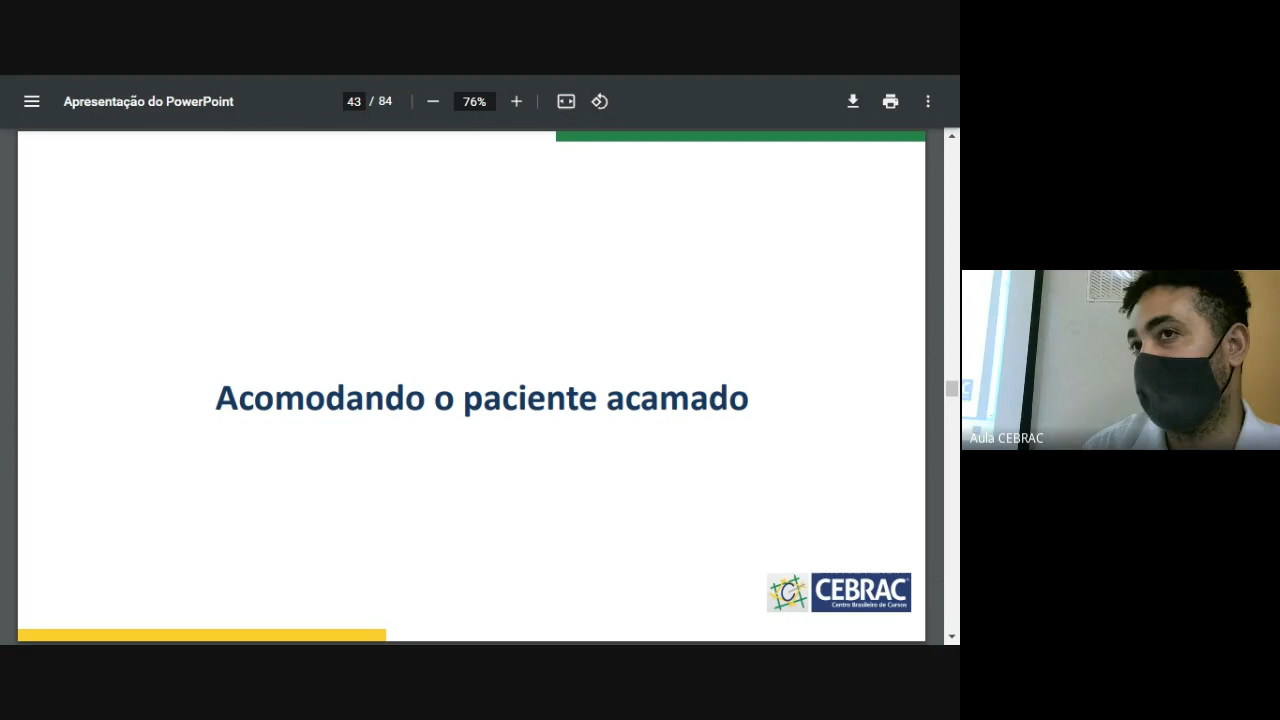 Apresentação do PowerPoint
43 / 84
76%
Acomodando o paciente acamado
CEBRAC
Centro Brasileiro de Cursos
Aula CEBRAC